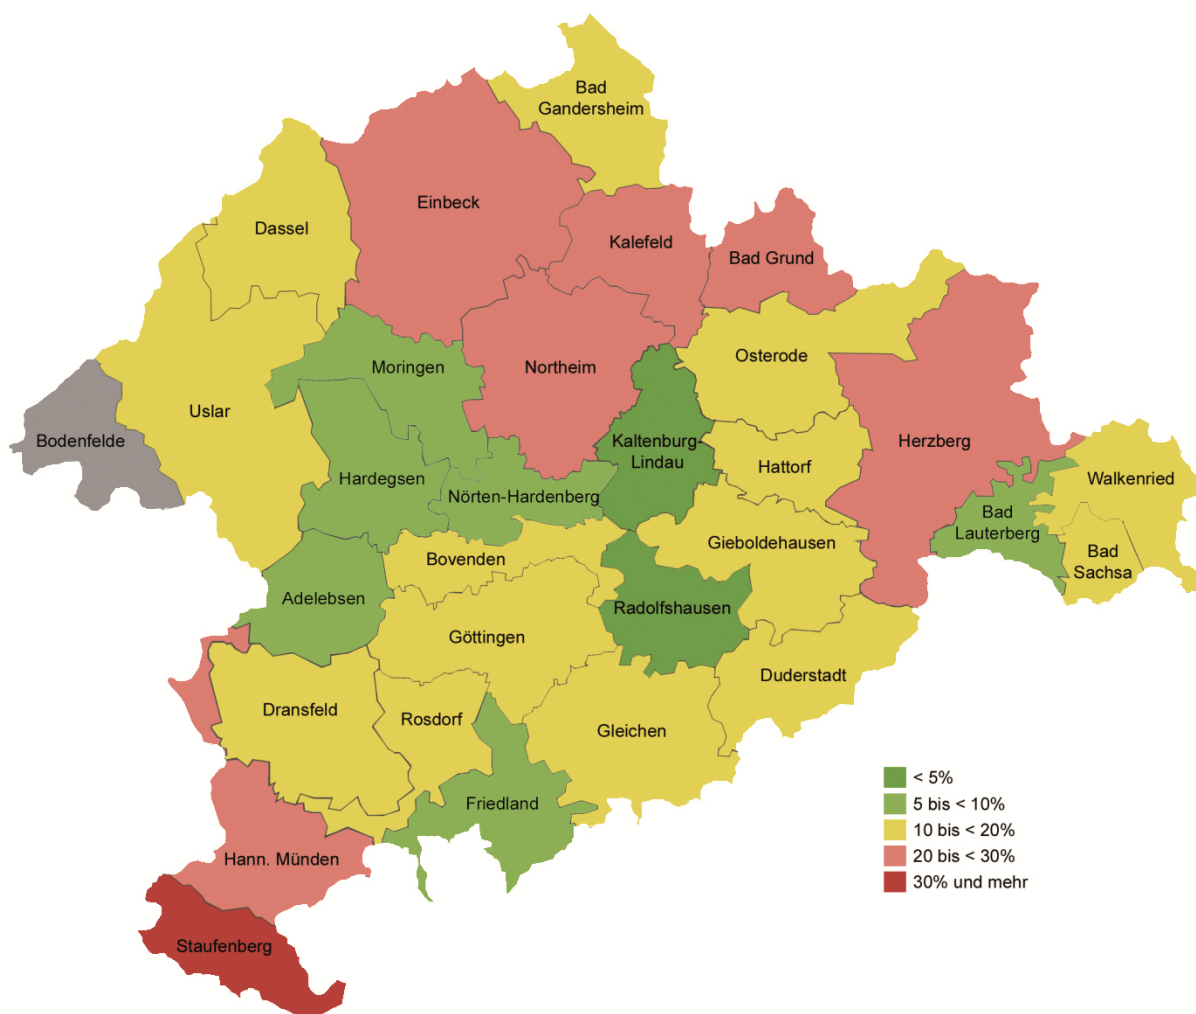 Bad
Gandersheim
Einbeck
Dassel
Kalefeld
Bad Grund
Osterode
Moringen
Northeim
Uslar
Bodenfelde
Kaltenburg-
Lindau
Herzberg
Hattorf
Hardegsen
Nörten-Hardenberg
Walkenried
Bad
Lauterberg
Gieboldehausen
Bovenden
Bad
Sachsa
Adelebsen
Radolfshausen
Göttingen
Duderstadt
Dransfeld
Rosdorf
Gleichen
Friedland
Hann. Münden
Staufenberg
< 5%
5 bis < 10%
10 bis < 20%
20 bis < 30%
30% und mehr